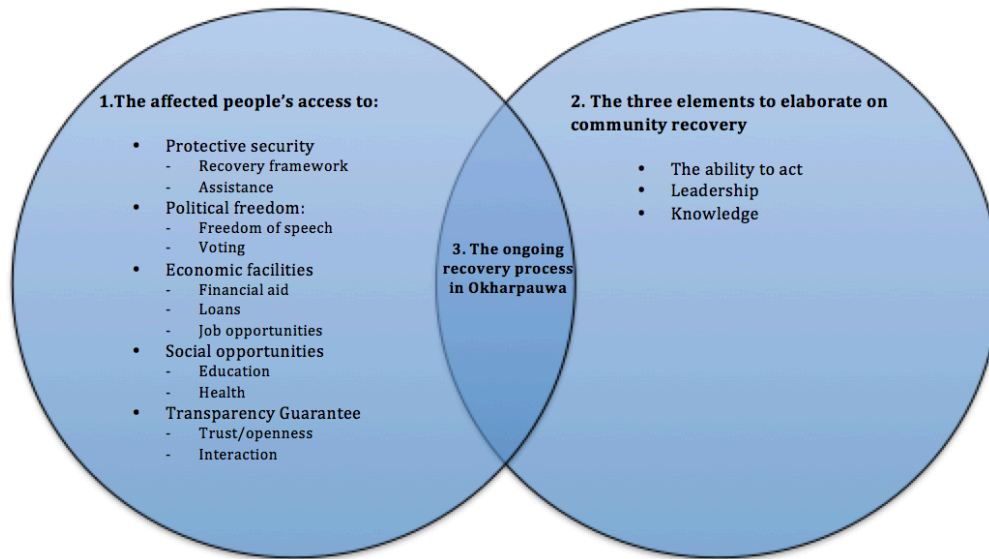 1.The affected people's access to:
• Protective security
- Recovery framework
- Assistance
• Political freedom:
- Freedom of speech
- Voting
• Economic facilities
- Financial aid
- Loans
- Job opportunities
• Social opportunities
- Education
- Health
• Transparency Guarantee
- Trust/openness
- Interaction
3. The ongoing
recovery process
in Okharpauwa
2. The three elements to elaborate on
community recovery
• The ability to act
• Leadership
• Knowledge